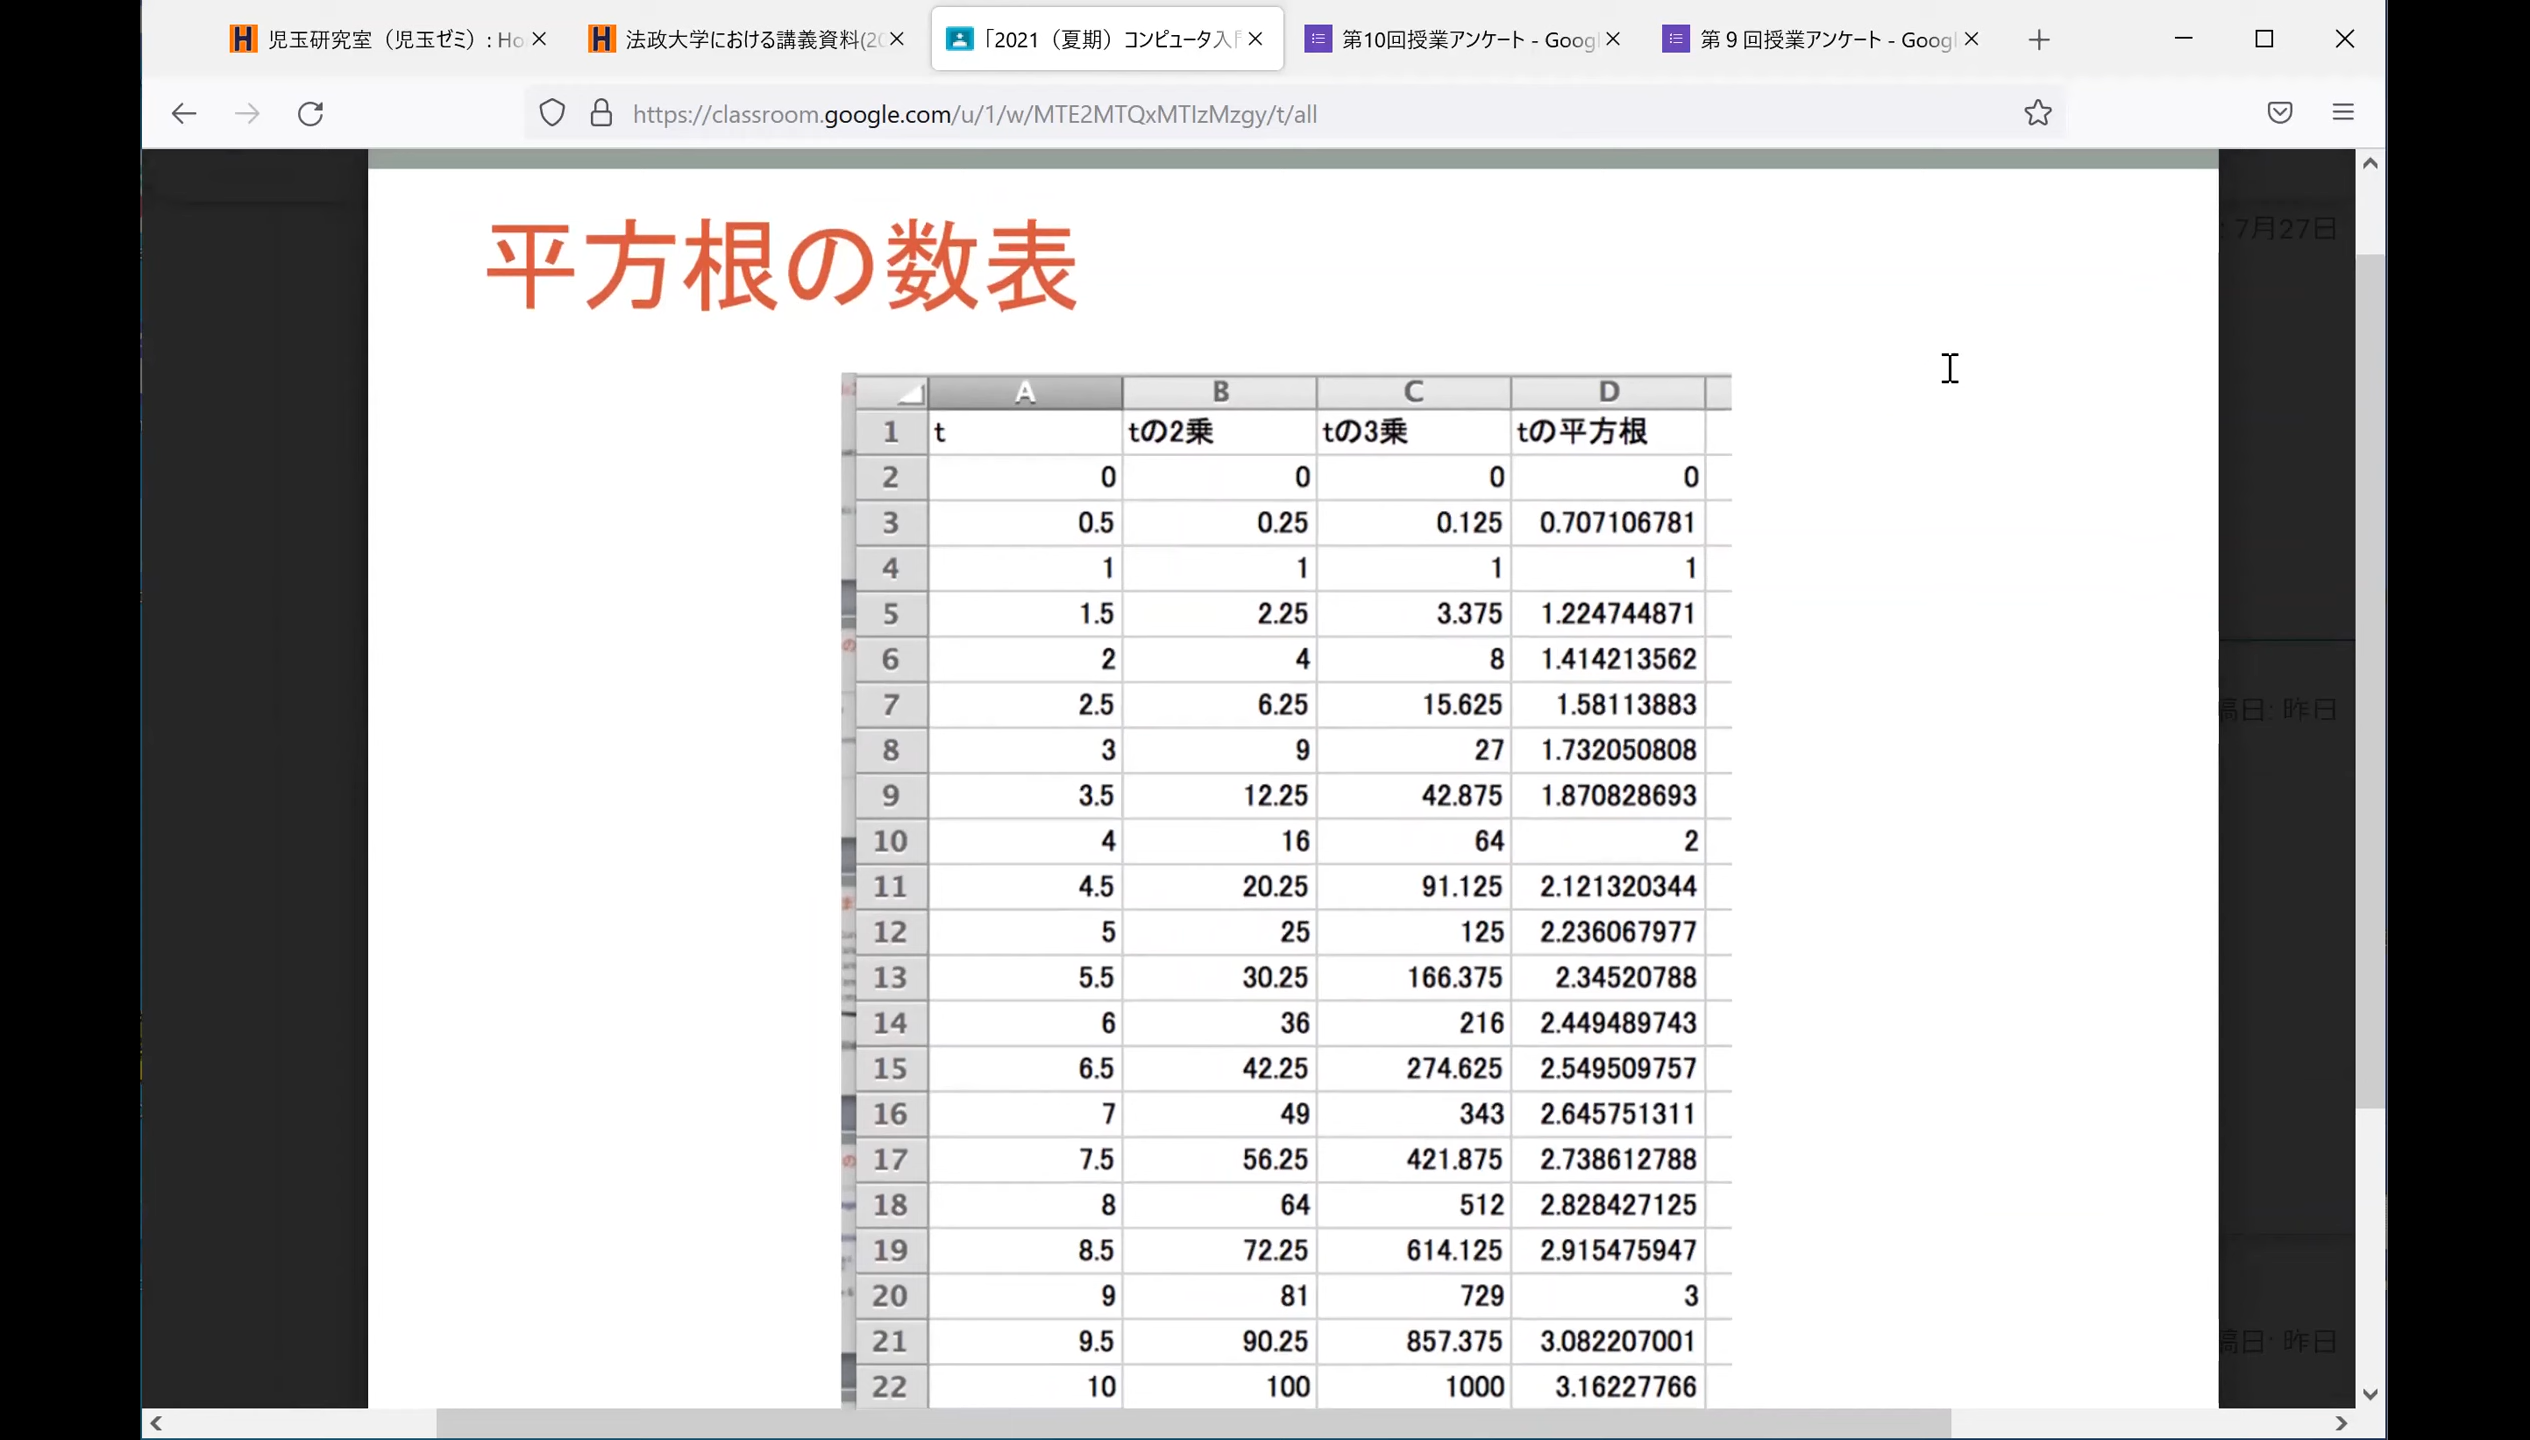 児玉研究室（児玉ゼミ）: Ho
法政大学における講義資料(20
「2021（夏期）コンピュータ入門
第10回授業アンケート - Googl
第９回授業アンケート - Googl
https://classroom.google.com/u/1/w/MTE2MTQxMTIzMzgy/t/all
: 7月27日
平方根の数表
A B C D
1 t tの2乗 tの3乗 tの平方根
2 0 0 0 0
3 0.5 0.25 0.125 0.707106781
4 1 1 1 1
5 1.5 2.25 3.375 1.224744871
6 2 4 8 1.414213562
7 2.5 6.25 15.625 1.58113883
8 3 9 27 1.732050808
9 3.5 12.25 42.875 1.870828693
10 4 16 64 2
11 4.5 20.25 91.125 2.121320344
12 5 25 125 2.236067977
13 5.5 30.25 166.375 2.34520788
14 6 36 216 2.449489743
15 6.5 42.25 274.625 2.549509757
16 7 49 343 2.645751311
17 7.5 56.25 421.875 2.738612788
18 8 64 512 2.828427125
19 8.5 72.25 614.125 2.915475947
20 9 81 729 3
21 9.5 90.25 857.375 3.082207001
22 10 100 1000 3.16227766
稿日: 昨日
稿日: 昨日